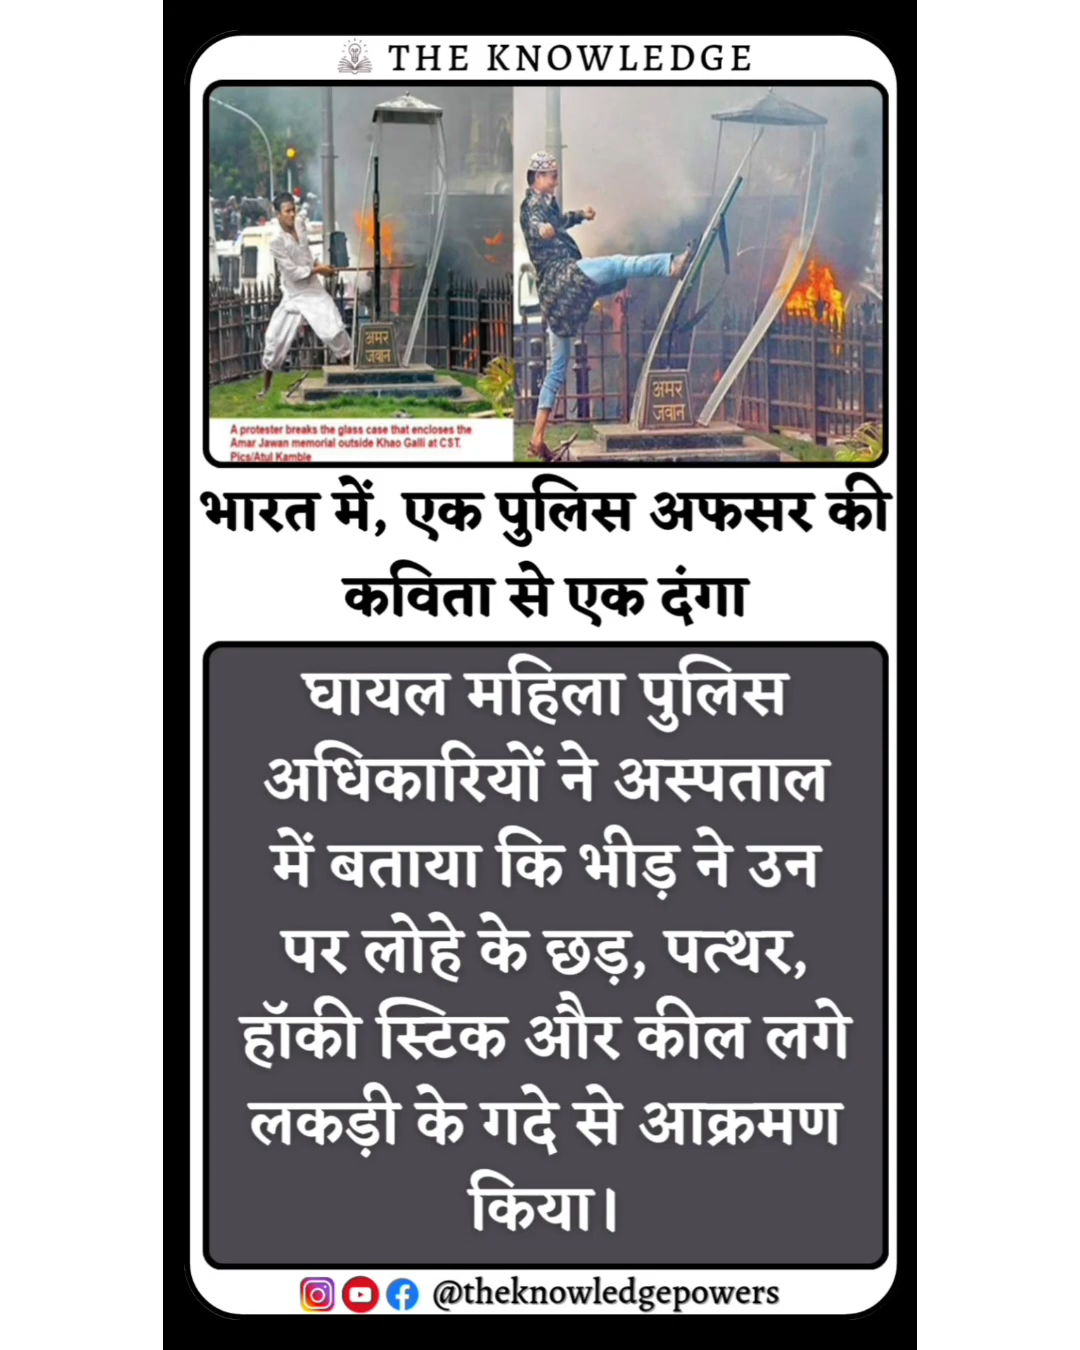 THE KNOWLEDGE
अमर
जवान
अमर
जवान
A protester breaks the glass case that encloses the
Amar Jawan memorial outside Khao Galli at CST.
Pics/Atul Kamble
भारत में, एक पुलिस अफसर की
कविता से एक दंगा
घायल महिला पुलिस
अधिकारियों ने अस्पताल
में बताया कि भीड़ ने उन
पर लोहे के छड़, पत्थर,
हॉकी स्टिक और कील लगे
लकड़ी के गदे से आक्रमण
किया।
@theknowledgepowers